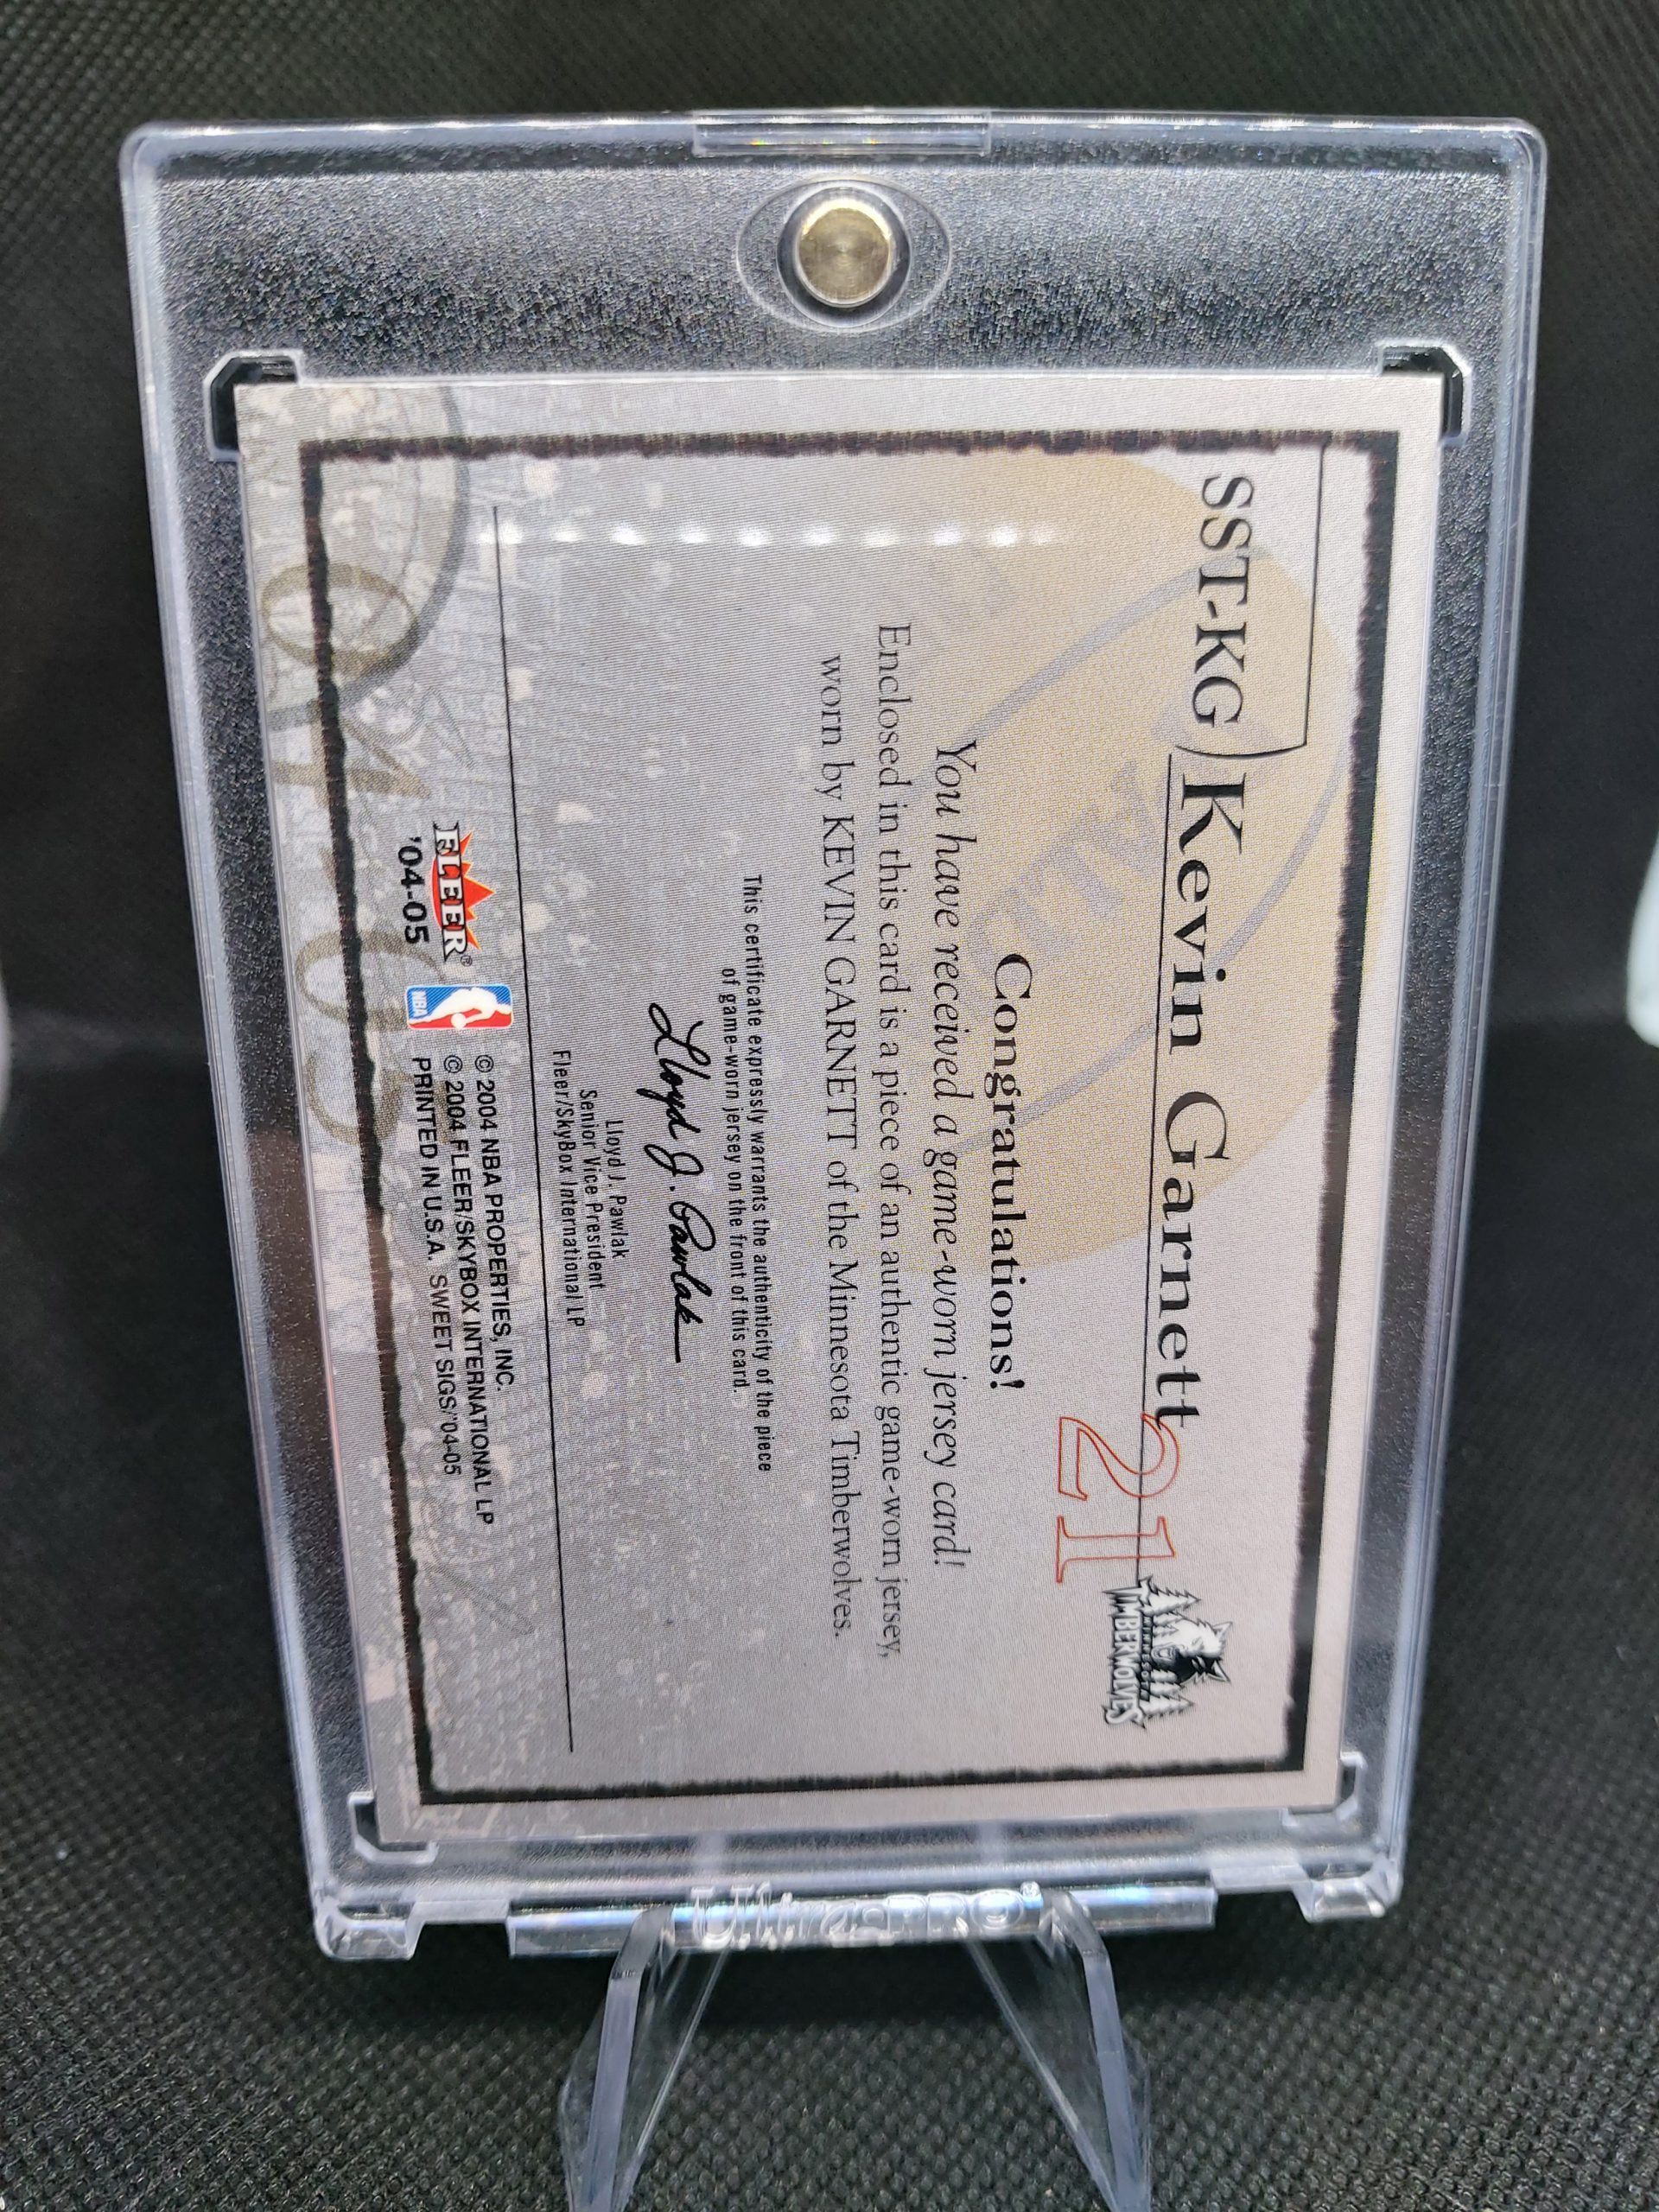 SST-KG
Kevin Garnett
21
TIMBERWOLVES
Congratulations!
You have received a game-worn jersey card!
Enclosed in this card is a piece of an authentic game-worn jersey,
worn by KEVIN GARNETT of the Minnesota Timberwolves.
This certificate expressly warrants the authenticity of the piece
of game-worn jersey on the front of this card.
Lloyd J. Pawlak
Lloyd J. Pawlak
Senior Vice President
Fleer/SkyBox International LP
FLEER®
'04-05
NBA
© 2004 NBA PROPERTIES, INC.
© 2004 FLEER/SKYBOX INTERNATIONAL LP
PRINTED IN U.S.A. SWEET SIGS/'04-05
04 05
UltraPRO®